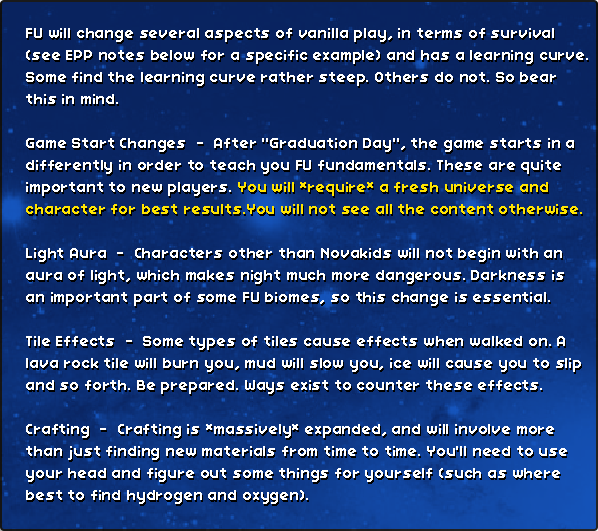 FU will change several aspects of vanilla play, in terms of survival
(see EPP notes below for a specific example) and has a learning curve.
Some find the learning curve rather steep. Others do not. So bear
this in mind.
Game Start Changes - After "Graduation Day", the game starts in a
differently in order to teach you FU fundamentals. These are quite
important to new players. You will *require* a fresh universe and
character for best results.You will not see all the content otherwise.
Light Aura - Characters other than Novakids will not begin with an
aura of light, which makes night much more dangerous. Darkness is
an important part of some FU biomes, so this change is essential.
Tile Effects - Some types of tiles cause effects when walked on. A
lava rock tile will burn you, mud will slow you, ice will cause you to slip
and so forth. Be prepared. Ways exist to counter these effects.
Crafting - Crafting is *massively* expanded, and will involve more
than just finding new materials from time to time. You'll need to use
your head and figure out some things for yourself (such as where
best to find hydrogen and oxygen).